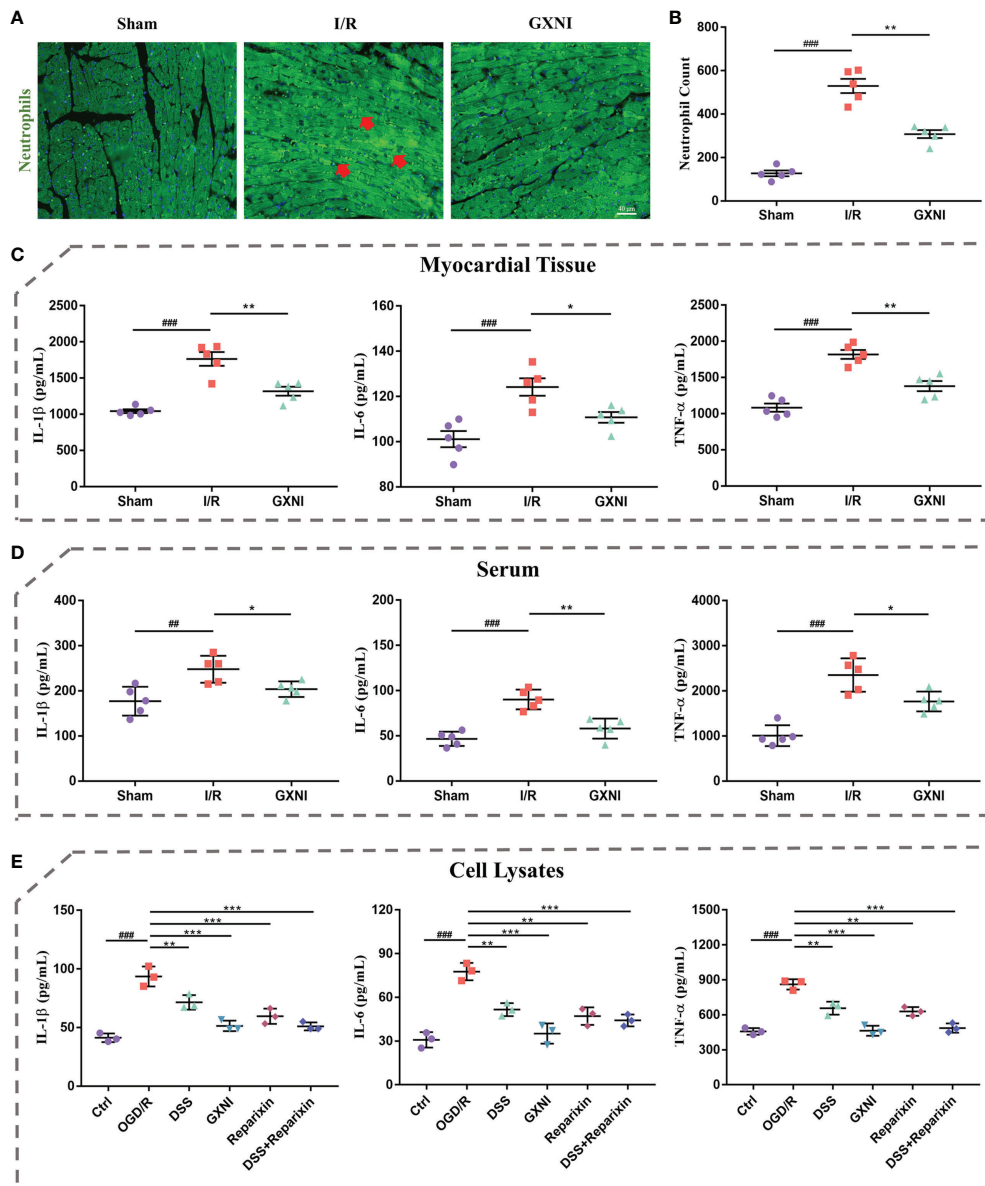 A
Sham
I/R
GXNI
Neutrophils
40 μm
B
Neutrophil Count
800
600
400
200
0
###
**
Sham
I/R
GXNI
C
Myocardial Tissue
IL-1β (pg/mL)
2500
2000
1500
1000
500
0
###
**
Sham
I/R
GXNI
IL-6 (pg/mL)
160
140
120
100
80
###
*
Sham
I/R
GXNI
TNF-α (pg/mL)
2500
2000
1500
1000
500
0
###
**
Sham
I/R
GXNI
D
Serum
IL-1β (pg/mL)
400
300
200
100
0
##
*
Sham
I/R
GXNI
IL-6 (pg/mL)
200
150
100
50
0
###
**
Sham
I/R
GXNI
TNF-α (pg/mL)
4000
3000
2000
1000
0
###
*
Sham
I/R
GXNI
E
Cell Lysates
IL-1β (pg/mL)
150
100
50
0
***
***
***
###
**
Ctrl
OGD/R
DSS
GXNI
Reparixin
DSS+Reparixin
IL-6 (pg/mL)
120
90
60
30
0
***
**
***
###
**
Ctrl
OGD/R
DSS
GXNI
Reparixin
DSS+Reparixin
TNF-α (pg/mL)
1500
1200
900
600
300
0
***
**
***
###
**
Ctrl
OGD/R
DSS
GXNI
Reparixin
DSS+Reparixin